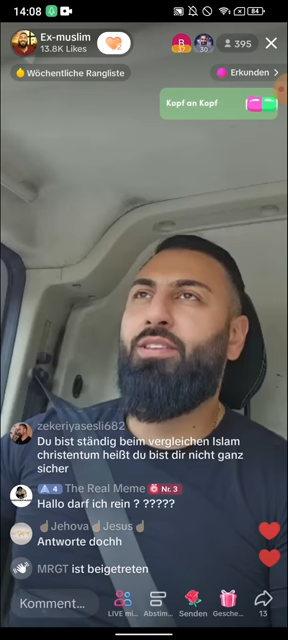 14:08
84
Ex-muslim
13.8K Likes
395
30
Wöchentliche Rangliste
Erkunden
Kopf an Kopf
zekeriyasesli682
Du bist ständig beim vergleichen Islam
christentum heißt du bist dir nicht ganz
sicher
4 The Real Meme Nr. 3
Hallo darf ich rein ? ?????
☝🏽Jehova☝🏽Jesus☝🏽
Antworte dochh
MRGT ist beigetreten
Kommentar...
LIVE mi...
Abstim...
Senden
Gesche...
13